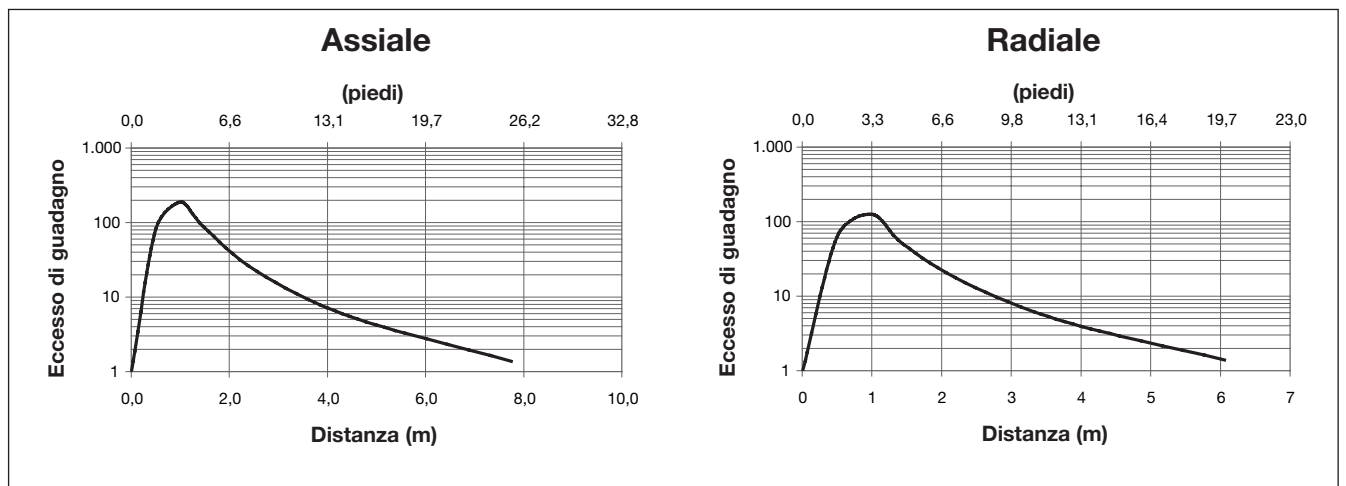 Assiale
(piedi)
0,0 6,6 13,1 19,7 26,2 32,8
1.000
100
10
1
Eccesso di guadagno
0,0 2,0 4,0 6,0 8,0 10,0
Distanza (m)
Radiale
(piedi)
0,0 3,3 6,6 9,8 13,1 16,4 19,7 23,0
1.000
100
10
1
Eccesso di guadagno
0 1 2 3 4 5 6 7
Distanza (m)